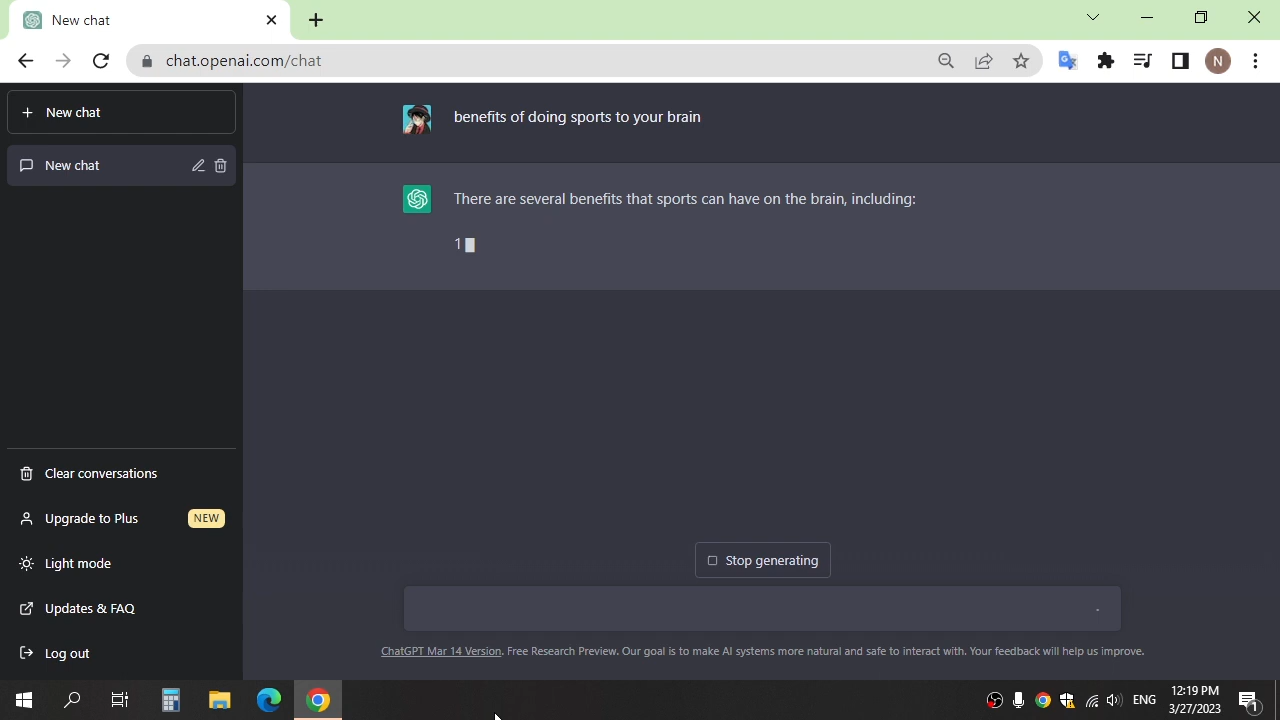 New chat
chat.openai.com/chat
N
New chat
New chat
Clear conversations
Upgrade to Plus NEW
Light mode
Updates & FAQ
Log out
benefits of doing sports to your brain
There are several benefits that sports can have on the brain, including:
1
Stop generating
ChatGPT Mar 14 Version. Free Research Preview. Our goal is to make AI systems more natural and safe to interact with. Your feedback will help us improve.
ENG
12:19 PM
3/27/2023
1